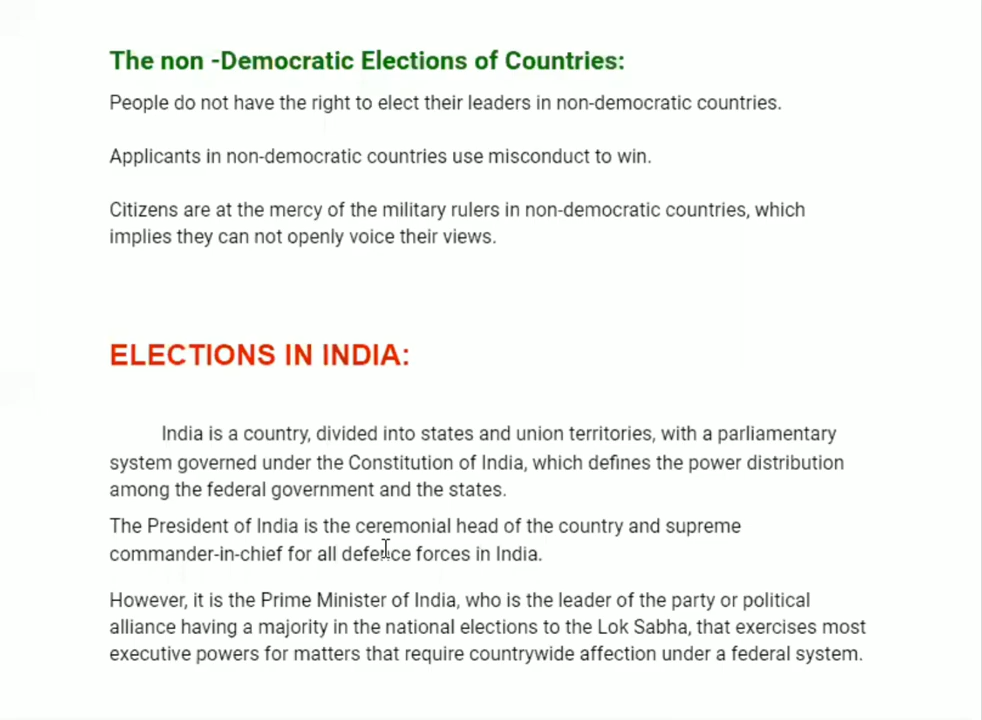 The non -Democratic Elections of Countries:
People do not have the right to elect their leaders in non-democratic countries.
Applicants in non-democratic countries use misconduct to win.
Citizens are at the mercy of the military rulers in non-democratic countries, which
implies they can not openly voice their views.
ELECTIONS IN INDIA:
India is a country, divided into states and union territories, with a parliamentary
system governed under the Constitution of India, which defines the power distribution
among the federal government and the states.
The President of India is the ceremonial head of the country and supreme
commander-in-chief for all defence forces in India.
However, it is the Prime Minister of India, who is the leader of the party or political
alliance having a majority in the national elections to the Lok Sabha, that exercises most
executive powers for matters that require countrywide affection under a federal system.